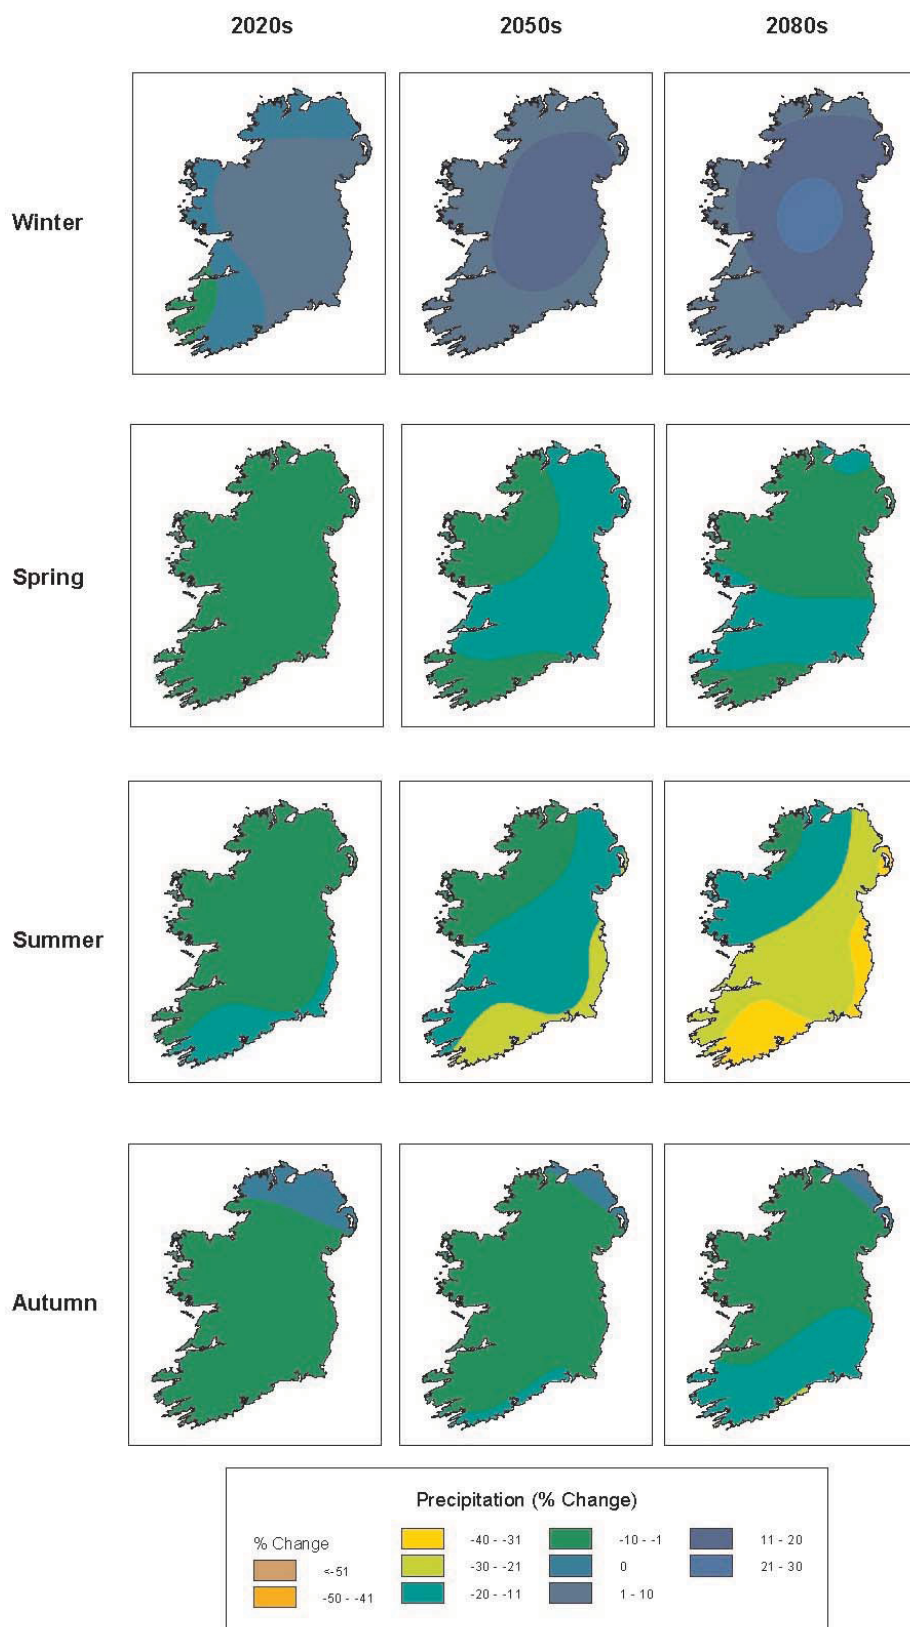 2020s 2050s 2080s
Winter
Spring
Summer
Autumn
Precipitation (% Change)
% Change
<-51
-50 - -41
-40 - -31
-30 - -21
-20 - -11
-10 - -1
0
1 - 10
11 - 20
21 - 30